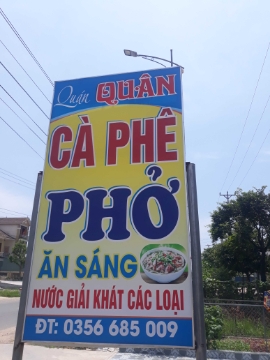 Quán QUÂN
CÀ PHÊ
PHỞ
ĂN SÁNG
NƯỚC GIẢI KHÁT CÁC LOẠI
ĐT: 0356 685 009